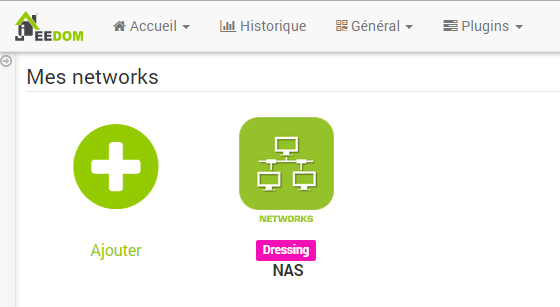 JEEDOM Accueil Historique Général Plugins
Mes networks
NETWORKS
Ajouter
Dressing
NAS